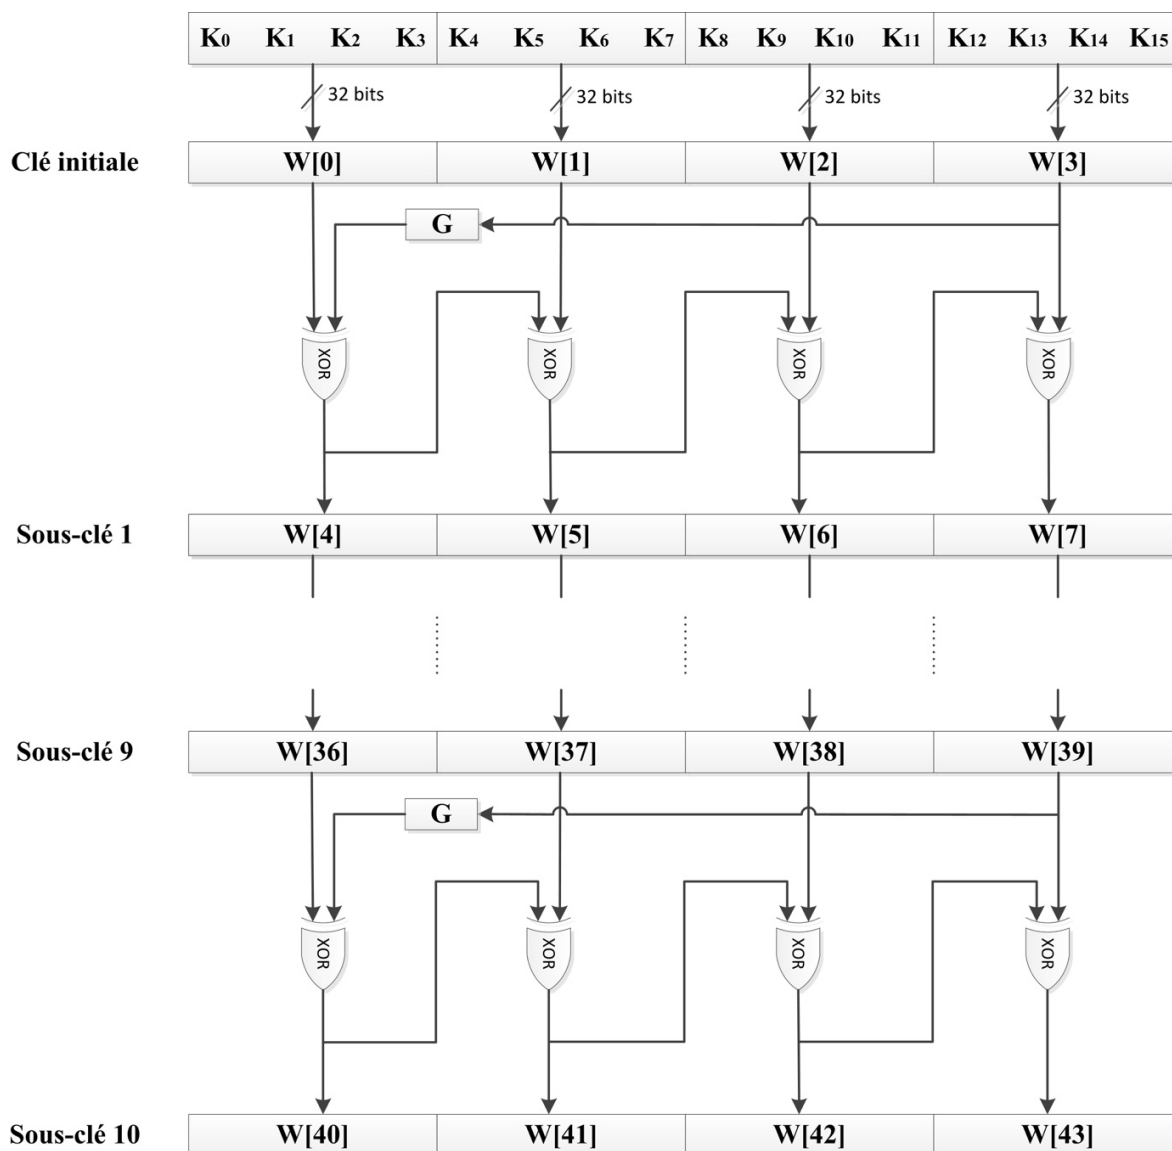 K0 K1 K2 K3 K4 K5 K6 K7 K8 K9 K10 K11 K12 K13 K14 K15
32 bits 32 bits 32 bits 32 bits
Clé initiale W[0] W[1] W[2] W[3]
G
XOR XOR XOR XOR
Sous-clé 1 W[4] W[5] W[6] W[7]
Sous-clé 9 W[36] W[37] W[38] W[39]
G
XOR XOR XOR XOR
Sous-clé 10 W[40] W[41] W[42] W[43]